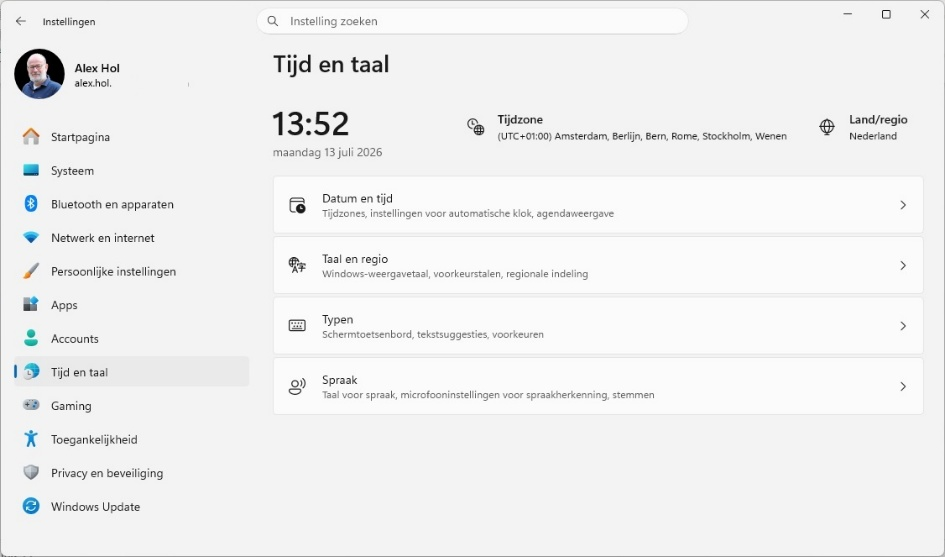 Instellingen
Instelling zoeken
Alex Hol
alex.hol.
Startpagina
Systeem
Bluetooth en apparaten
Netwerk en internet
Persoonlijke instellingen
Apps
Accounts
Tijd en taal
Gaming
Toegankelijkheid
Privacy en beveiliging
Windows Update
Tijd en taal
13:52
maandag 13 juli 2026
Tijdzone
(UTC+01:00) Amsterdam, Berlijn, Bern, Rome, Stockholm, Wenen
Land/regio
Nederland
Datum en tijd
Tijdzones, instellingen voor automatische klok, agendaweergave
Taal en regio
Windows-weergavetaal, voorkeurstalen, regionale indeling
Typen
Schermtoetsenbord, tekstsuggesties, voorkeuren
Spraak
Taal voor spraak, microfooninstellingen voor spraakherkenning, stemmen